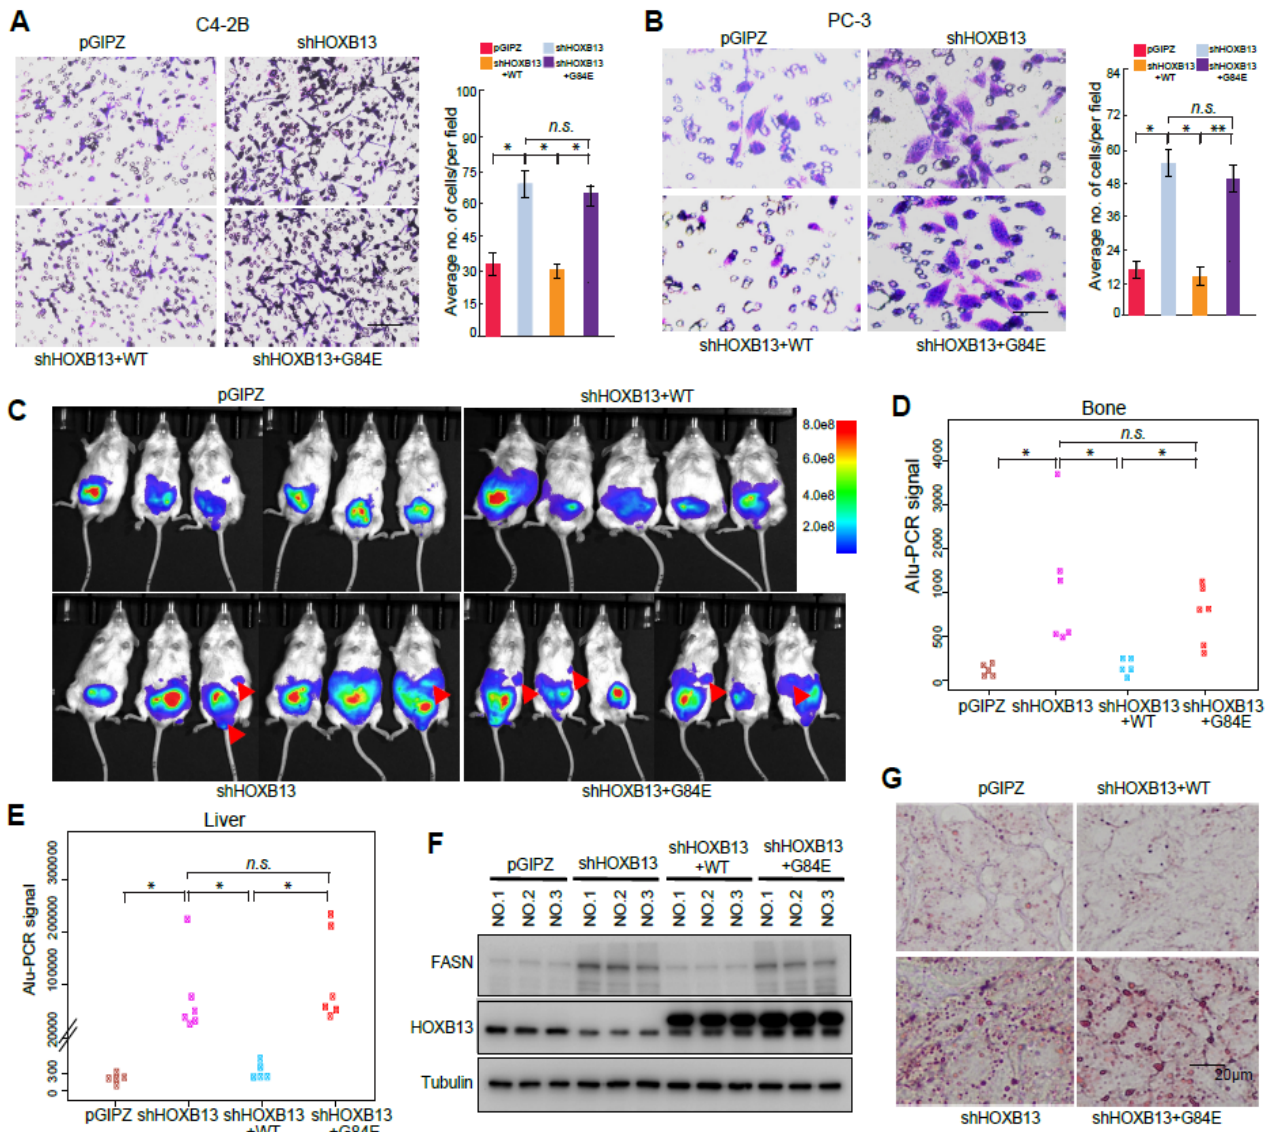 A
C4-2B
pGIPZ
shHOXB13
shHOXB13+WT
shHOXB13+G84E
pGIPZ
shHOXB13
shHOXB13
+WT
shHOXB13
+G84E
Average no. of cells/per field
100
90
75
60
45
30
15
0
*
*
*
n.s.
B
PC-3
pGIPZ
shHOXB13
shHOXB13+WT
shHOXB13+G84E
pGIPZ
shHOXB13
shHOXB13
+WT
shHOXB13
+G84E
Average no. of cells/per field
84
72
60
48
36
24
12
0
*
*
**
n.s.
C
pGIPZ
shHOXB13+WT
8.0e8
6.0e8
4.0e8
2.0e8
shHOXB13
shHOXB13+G84E
D
Bone
Alu-PCR signal
4000
3000
2000
1000
500
0
n.s.
*
*
*
pGIPZ
shHOXB13
shHOXB13
+WT
shHOXB13
+G84E
E
Liver
Alu-PCR signal
300000
200000
100000
20000
300
0
n.s.
*
*
*
pGIPZ
shHOXB13
shHOXB13
+WT
shHOXB13
+G84E
F
pGIPZ
shHOXB13
shHOXB13
+WT
shHOXB13
+G84E
NO.1
NO.2
NO.3
NO.1
NO.2
NO.3
NO.1
NO.2
NO.3
NO.1
NO.2
NO.3
FASN
HOXB13
Tubulin
G
pGIPZ
shHOXB13+WT
20μm
shHOXB13
shHOXB13+G84E